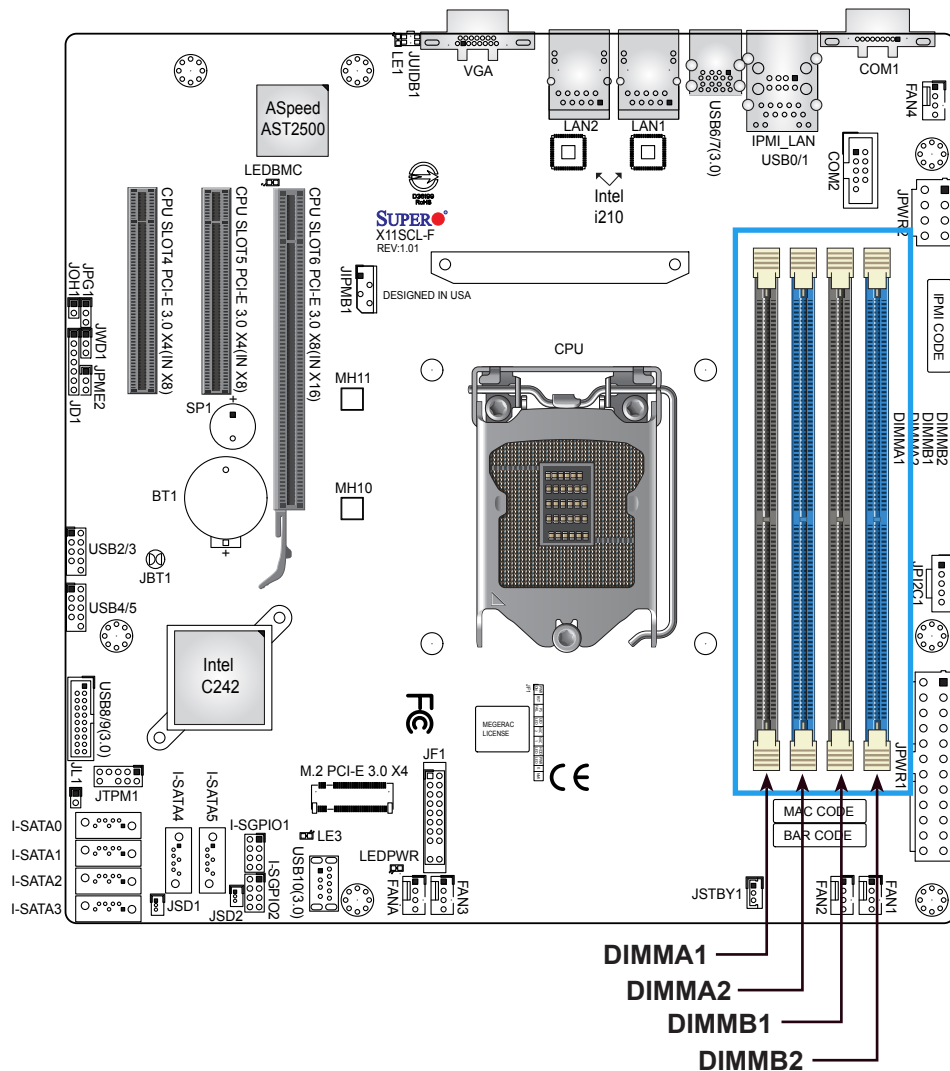 VGA
COM1
LE1
JUIDB1
LAN2
LAN1
USB6/7(3.0)
IPMI_LAN
USB0/1
FAN4
COM2
JPWR2
ASpeed
AST2500
LEDBMC
Intel
i210
RoHS
SUPER
X11SCL-F
REV:1.01
JIPMB1
DESIGNED IN USA
CPU SLOT4 PCI-E 3.0 X4(IN X8)
CPU SLOT5 PCI-E 3.0 X4(IN X8)
CPU SLOT6 PCI-E 3.0 X8(IN X16)
IPMI CODE
JOH1
JPG1
JWD1
JPME2
JD1
CPU
MH11
SP1
+
BT1
+
MH10
DIMMA1
DIMMA2
DIMMB1
DIMMB2
USB2/3
JBT1
USB4/5
JPI2C1
Intel
C242
USB8/9(3.0)
FC
MEGERAC
LICENSE
JF1
CE
JPWR1
JL1
JTPM1
M.2 PCI-E 3.0 X4
MAC CODE
BAR CODE
I-SATA0
I-SATA1
I-SATA2
I-SATA3
I-SATA4
I-SATA5
I-SGPIO1
I-SGPIO2
LE3
USB10(3.0)
LEDPWR
FANA
FAN3
JSD1
JSD2
JSTBY1
FAN2
FAN1
DIMMA1
DIMMA2
DIMMB1
DIMMB2